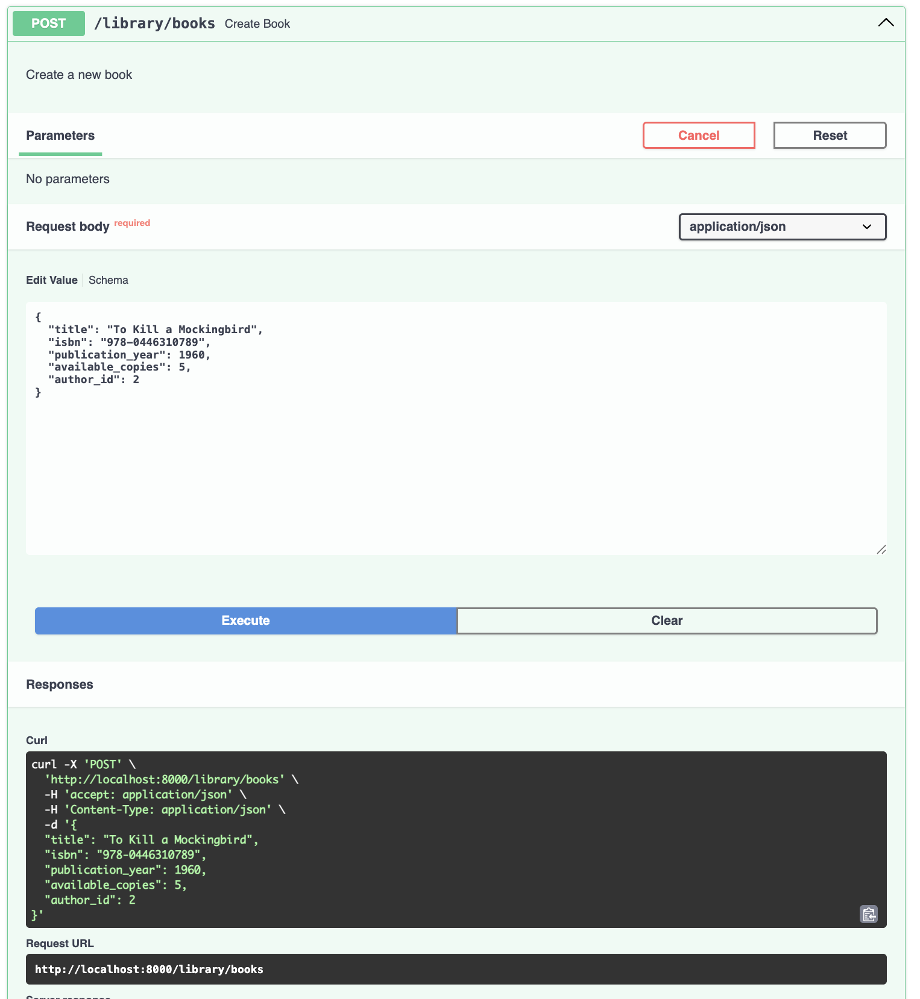 POST /library/books Create Book
Create a new book
Parameters
Cancel
Reset
No parameters
Request body required
application/json
Edit Value
Schema
{
  "title": "To Kill a Mockingbird",
  "isbn": "978-0446310789",
  "publication_year": 1960,
  "available_copies": 5,
  "author_id": 2
}
Execute
Clear
Responses
Curl
curl -X 'POST' \
  'http://localhost:8000/library/books' \
  -H 'accept: application/json' \
  -H 'Content-Type: application/json' \
  -d '{
  "title": "To Kill a Mockingbird",
  "isbn": "978-0446310789",
  "publication_year": 1960,
  "available_copies": 5,
  "author_id": 2
}'
Request URL
http://localhost:8000/library/books
Server response